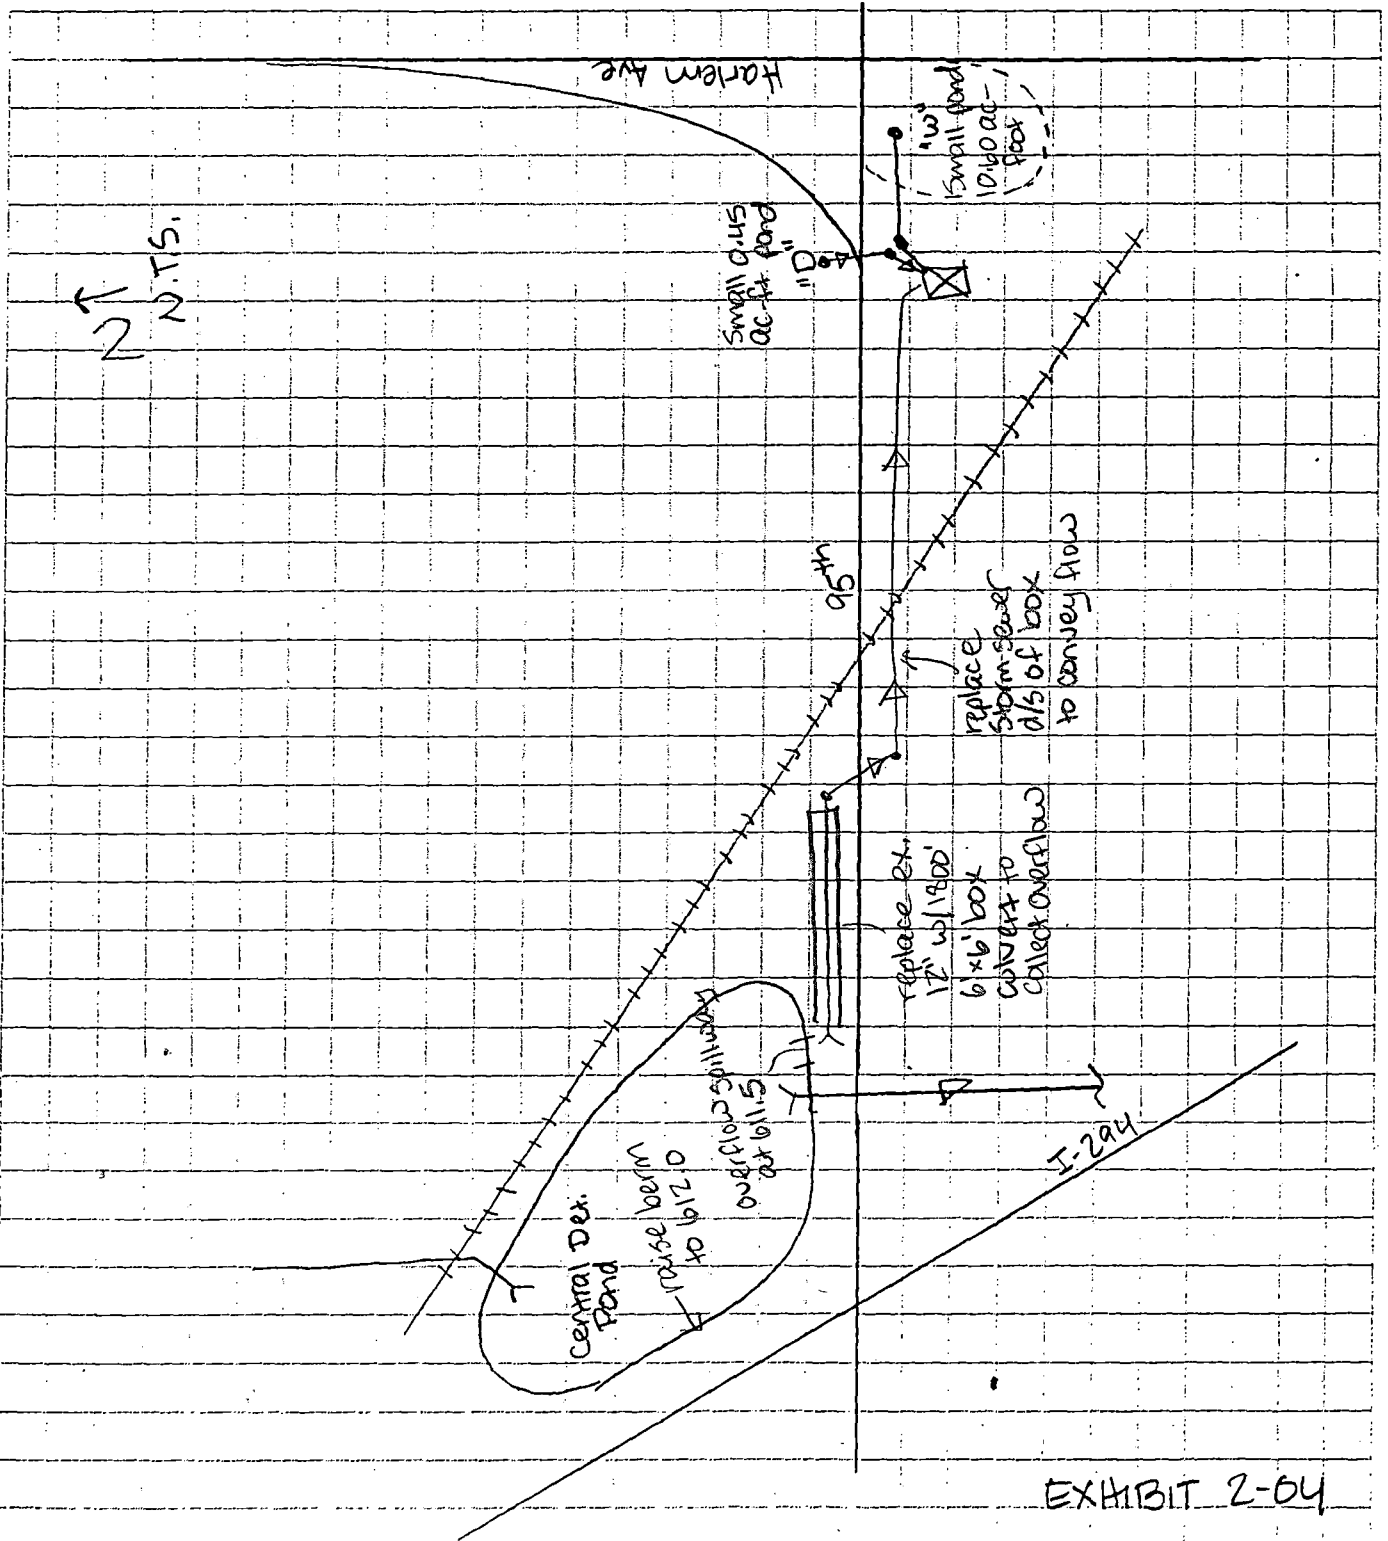 N
N.T.S.
Harlem Ave
"W"
Small pond
10.60 ac-
foot
Small 0.45
ac-ft pond
"D"
95th
replace
storm sewer
d/s of box
to convey flow
replace ex.
12" w/ 1800'
6'x6' box
culvert to
collect overflow
overflow spillway
at 611.5
raise berm
to 612.0
Central Det.
Pond
I-294
EXHIBIT 2-04